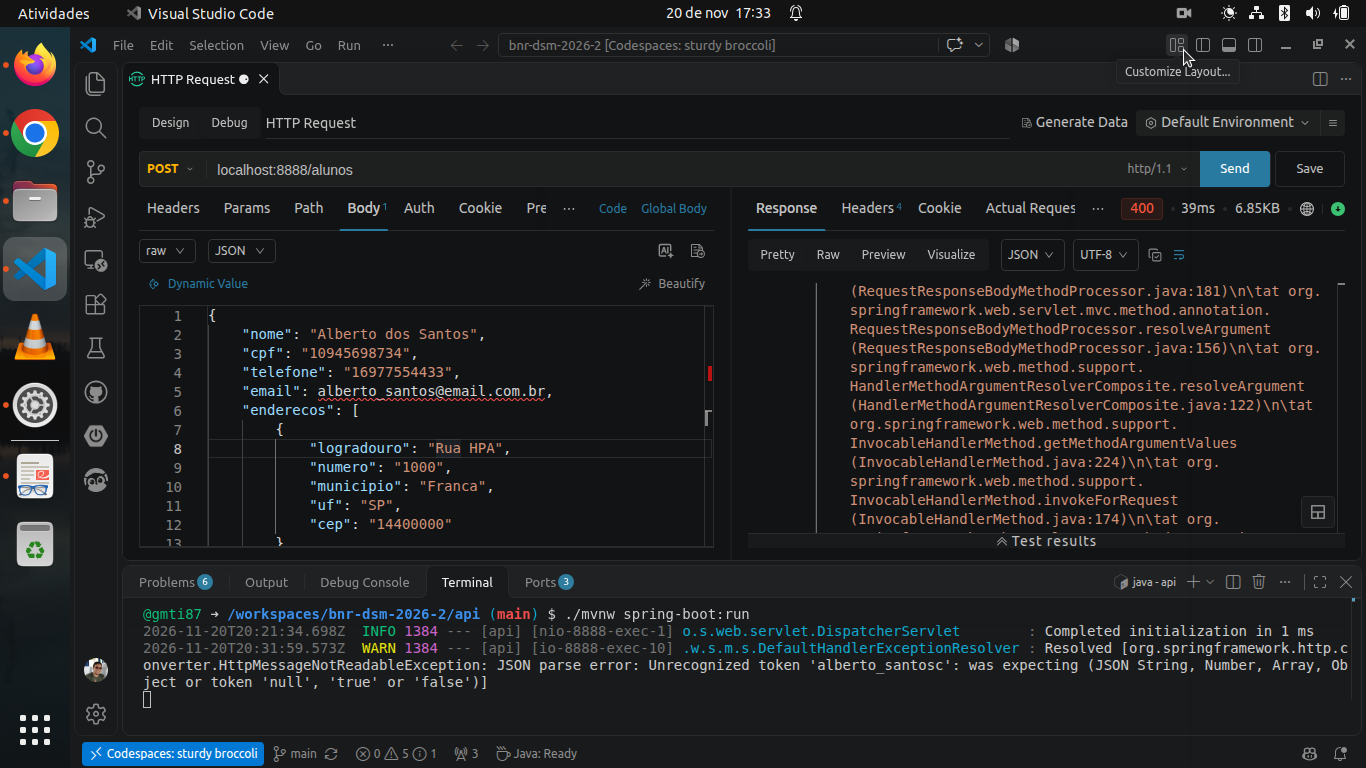 Atividades
Visual Studio Code
20 de nov 17:33
File Edit Selection View Go Run ···
bnr-dsm-2026-2 [Codespaces: sturdy broccoli]
Customize Layout...
HTTP Request
Design Debug HTTP Request
Generate Data Default Environment
POST localhost:8888/alunos http/1.1 Send Save
Headers Params Path Body 1 Auth Cookie Pre ··· Code Global Body
raw JSON
Dynamic Value Beautify
1 {
2 "nome": "Alberto dos Santos",
3 "cpf": "10945698734",
4 "telefone": "16977554433",
5 "email": alberto_santos@email.com.br,
6 "enderecos": [
7 {
8 "logradouro": "Rua HPA",
9 "numero": "1000",
10 "municipio": "Franca",
11 "uf": "SP",
12 "cep": "14400000"
13 }
Response Headers 4 Cookie Actual Reques ··· 400 39ms 6.85KB
Pretty Raw Preview Visualize JSON UTF-8
(RequestResponseBodyMethodProcessor.java:181)\n\tat org.
springframework.web.servlet.mvc.method.annotation.
RequestResponseBodyMethodProcessor.resolveArgument
(RequestResponseBodyMethodProcessor.java:156)\n\tat org.
springframework.web.method.support.
HandlerMethodArgumentResolverComposite.resolveArgument
(HandlerMethodArgumentResolverComposite.java:122)\n\tat
org.springframework.web.method.support.
InvocableHandlerMethod.getMethodArgumentValues
(InvocableHandlerMethod.java:224)\n\tat org.
springframework.web.method.support.
InvocableHandlerMethod.invokeForRequest
(InvocableHandlerMethod.java:174)\n\tat org.
Test results
Problems 6 Output Debug Console Terminal Ports 3 java - api
@gmti87 → /workspaces/bnr-dsm-2026-2/api (main) $ ./mvnw spring-boot:run
2026-11-20T20:21:34.698Z INFO 1384 --- [api] [nio-8888-exec-1] o.s.web.servlet.DispatcherServlet : Completed initialization in 1 ms
2026-11-20T20:31:59.573Z WARN 1384 --- [api] [io-8888-exec-10] .w.s.m.s.DefaultHandlerExceptionResolver : Resolved [org.springframework.http.c
onverter.HttpMessageNotReadableException: JSON parse error: Unrecognized token 'alberto_santosc': was expecting (JSON String, Number, Array, Ob
ject or token 'null', 'true' or 'false')]
Codespaces: sturdy broccoli main 0 5 1 3 Java: Ready